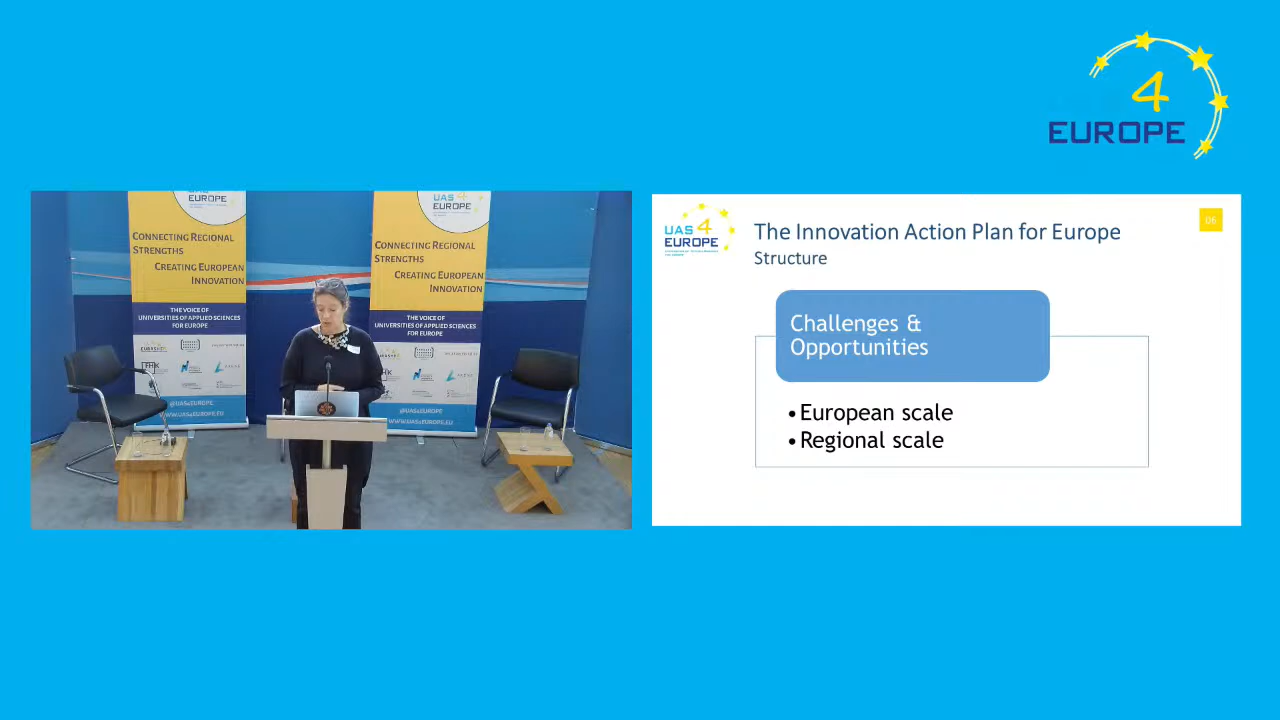 4
EUROPE
UAS 4
EUROPE
CONNECTING REGIONAL
STRENGTHS
CREATING EUROPEAN
INNOVATION
THE VOICE OF
UNIVERSITIES OF APPLIED SCIENCES
FOR EUROPE
@UAS4EUROPE
WWW.UAS4EUROPE.EU
UAS 4
EUROPE
CONNECTING REGIONAL
STRENGTHS
CREATING EUROPEAN
INNOVATION
THE VOICE OF
UNIVERSITIES OF APPLIED SCIENCES
FOR EUROPE
@UAS4EUROPE
WWW.UAS4EUROPE.EU
UAS 4
EUROPE
The Innovation Action Plan for Europe
Structure
06
Challenges &
Opportunities
•European scale
•Regional scale